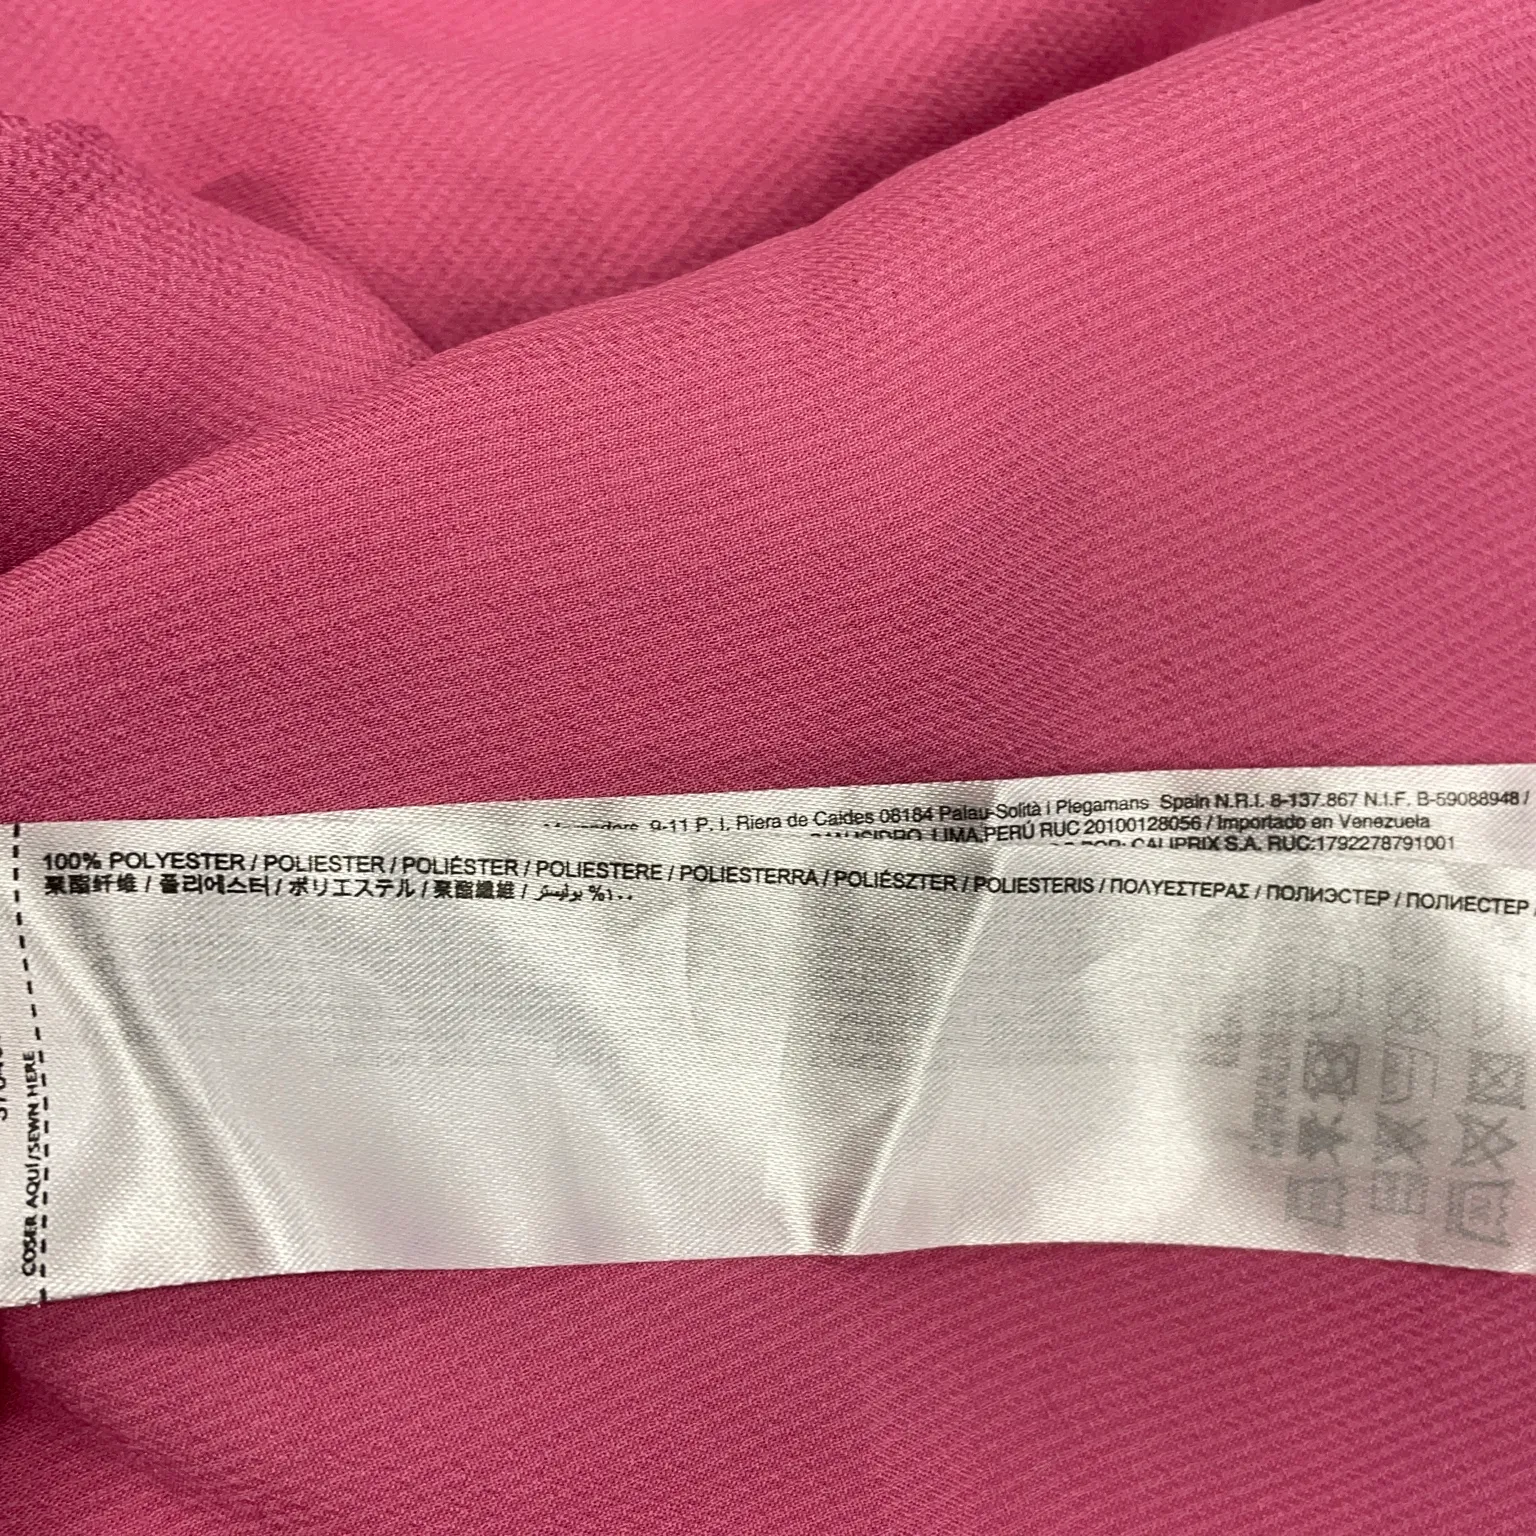 9-11 P. I. Riera de Caldes 08184 Palau-Solità i Plegamans Spain N.R.I. 8-137.867 N.I.F. B-59088948 /
LIMA, PERÚ RUC 20100128056 / Importado en Venezuela
CALIPRIX S.A. RUC:1792278791001
100% POLYESTER / POLIESTER / POLIÉSTER / POLIESTERE / POLIESTERRA / POLIÉSZTER / POLIESTERIS / ΠΟΛΥΕΣΤΕΡΑΣ / ПОЛИЭСТЕР / ПОЛИЕСТЕР /
聚酯纤维 / 폴리에스터 / ポリエステル / 聚酯纖維 / ١٠٠% بوليستر
COSER AQUÍ/SEWN HERE